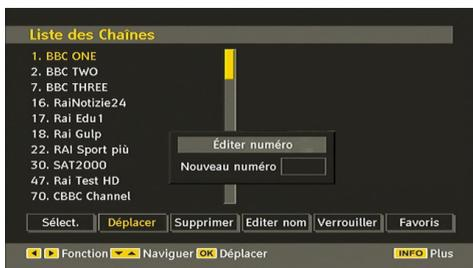 Liste des Chaînes
1. BBC ONE
2. BBC TWO
7. BBC THREE
16. RaiNotizie24
17. Rai Edu1
18. Rai Gulp
22. RAI Sport più
30. SAT2000
47. Rai Test HD
70. CBBC Channel
Éditer numéro
Nouveau numéro
Sélect. Déplacer Supprimer Editer nom Verrouiller Favoris
Fonction Naviguer OK Déplacer INFO Plus